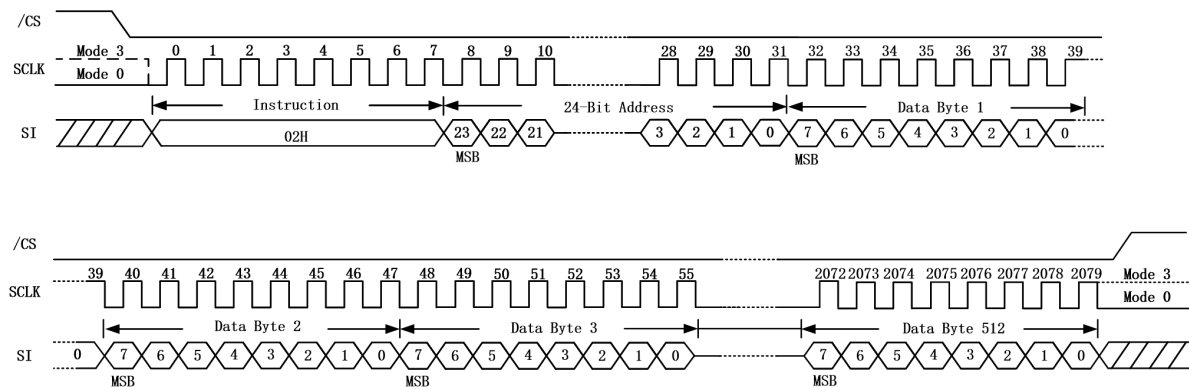 /CS
Mode 3 0 1 2 3 4 5 6 7 8 9 10 28 29 30 31 32 33 34 35 36 37 38 39
SCLK Mode 0
Instruction 24-Bit Address Data Byte 1
SI 02H 23 22 21 3 2 1 0 7 6 5 4 3 2 1 0
MSB MSB
/CS
39 40 41 42 43 44 45 46 47 48 49 50 51 52 53 54 55 2072 2073 2074 2075 2076 2077 2078 2079 Mode 3
SCLK Mode 0
Data Byte 2 Data Byte 3 Data Byte 512
SI 0 7 6 5 4 3 2 1 0 7 6 5 4 3 2 1 0 7 6 5 4 3 2 1 0
MSB MSB MSB